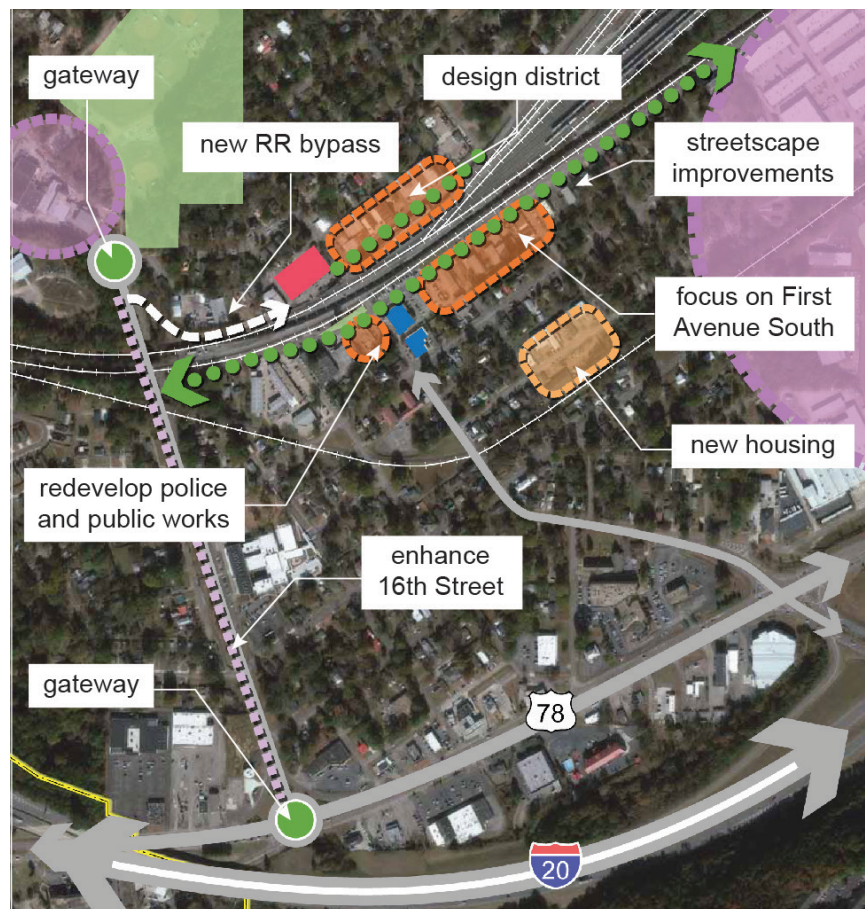 gateway
design district
new RR bypass
streetscape
improvements
focus on First
Avenue South
new housing
redevelop police
and public works
enhance
16th Street
gateway
78
20